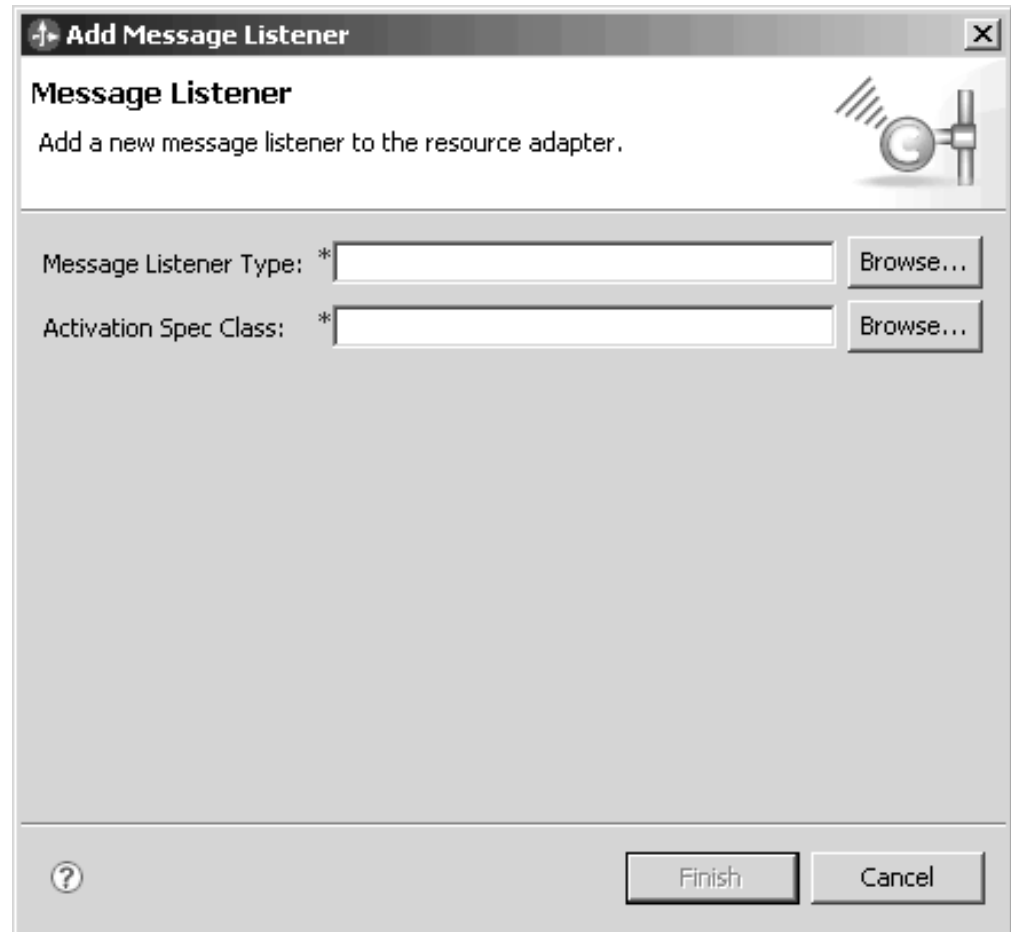 Add Message Listener
Message Listener
Add a new message listener to the resource adapter.
Message Listener Type: * Browse...
Activation Spec Class: * Browse...
Finish Cancel